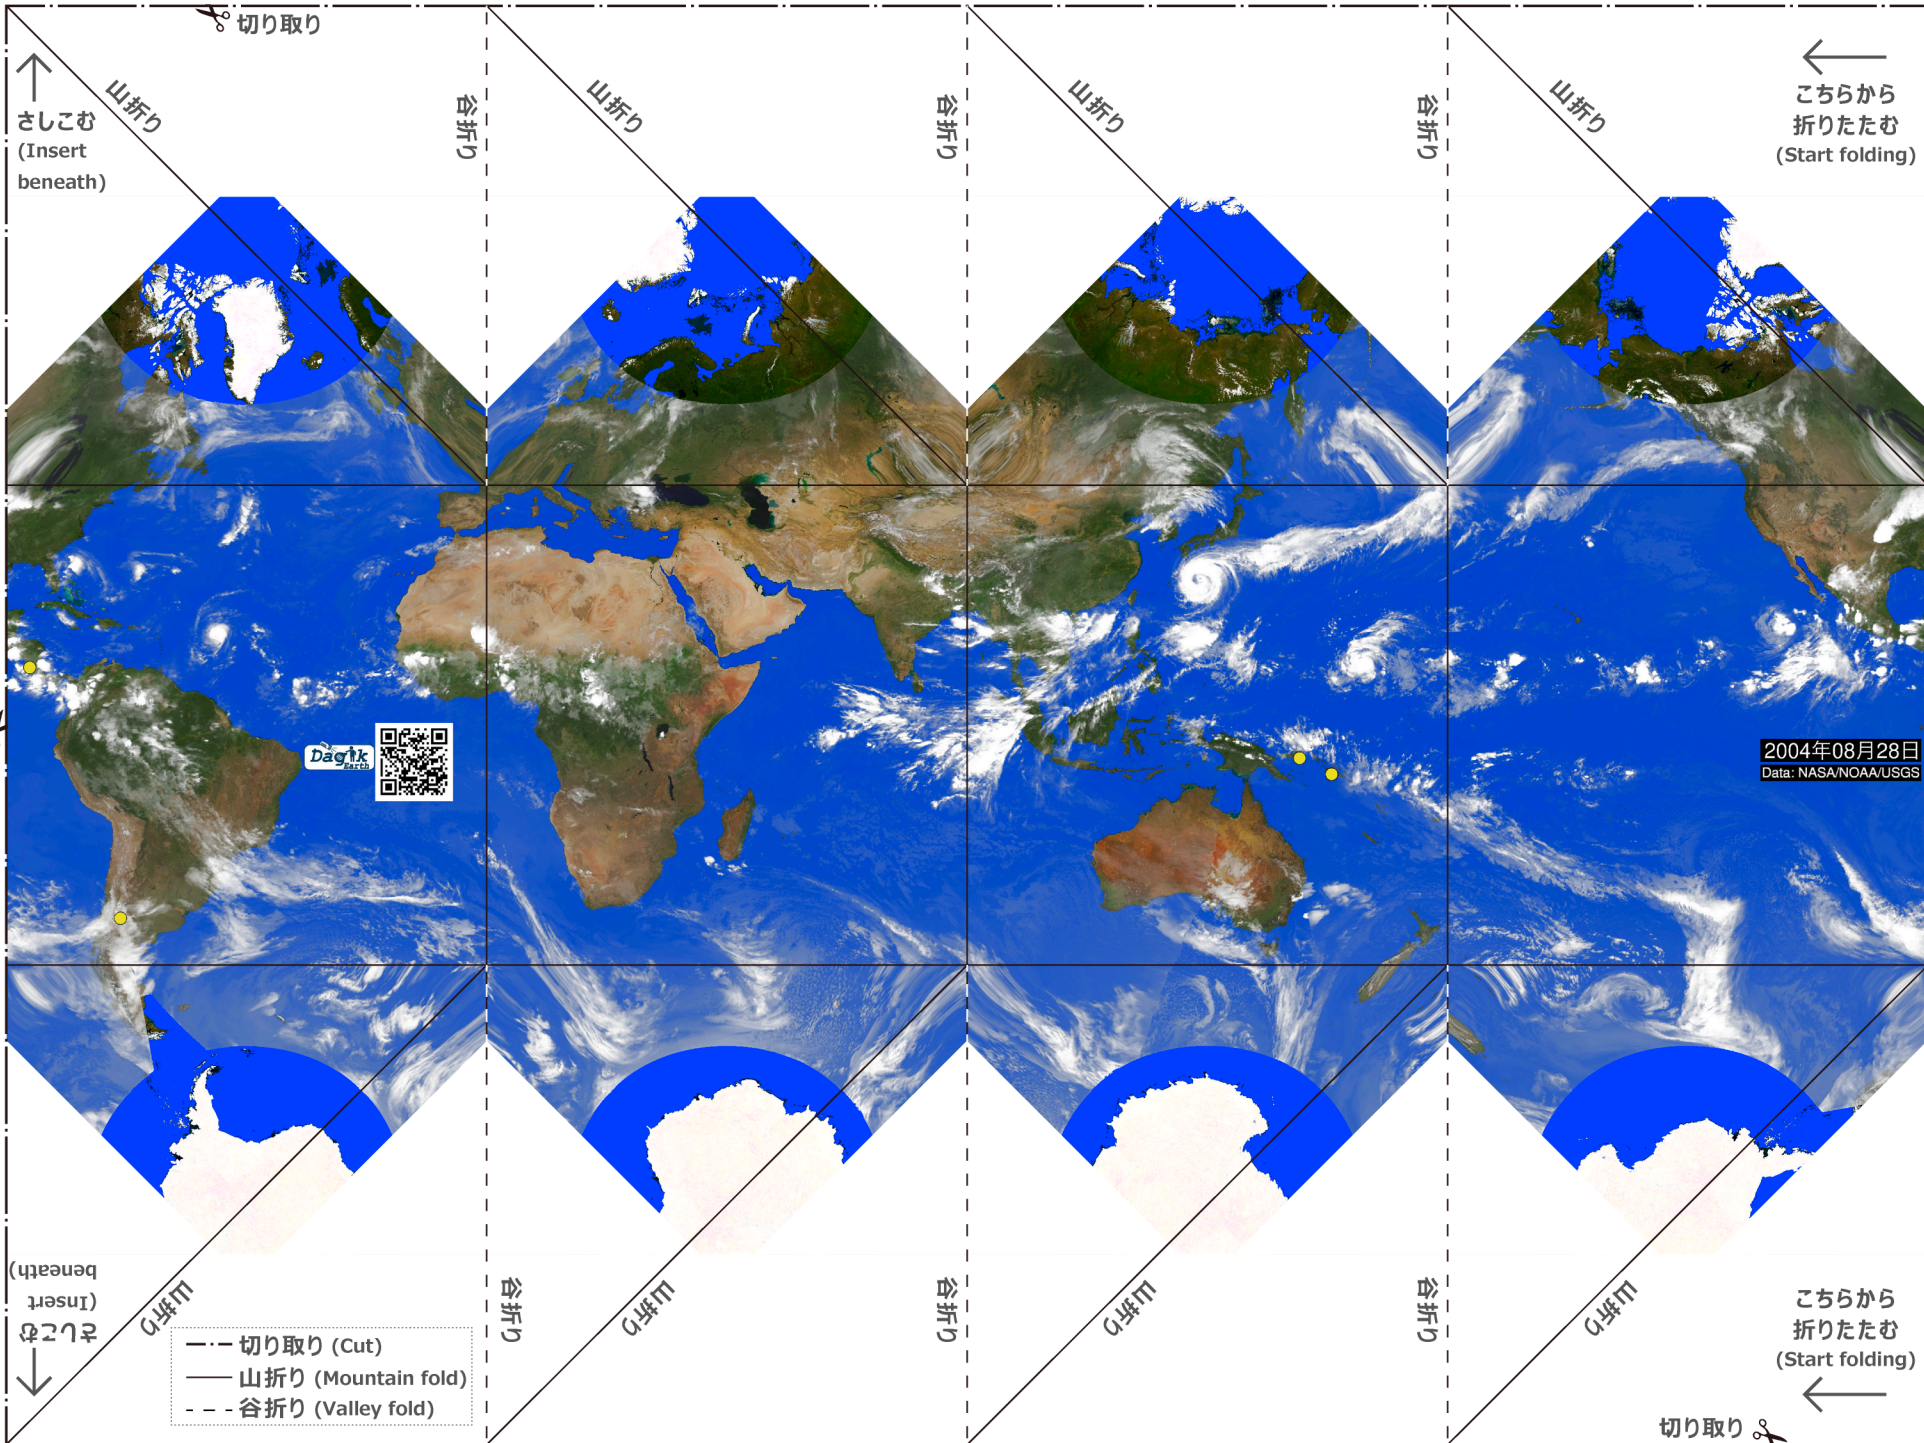 切り取り
さしこむ
(Insert
beneath)
山折り
谷折り
山折り
谷折り
山折り
谷折り
山折り
こちらから
折りたたむ
(Start folding)
Dagik
Earth
2004年08月28日
Data: NASA/NOAA/USGS
さしこむ
(Insert
beneath)
山折り
谷折り
山折り
谷折り
山折り
谷折り
山折り
こちらから
折りたたむ
(Start folding)
切り取り (Cut)
山折り (Mountain fold)
谷折り (Valley fold)
切り取り